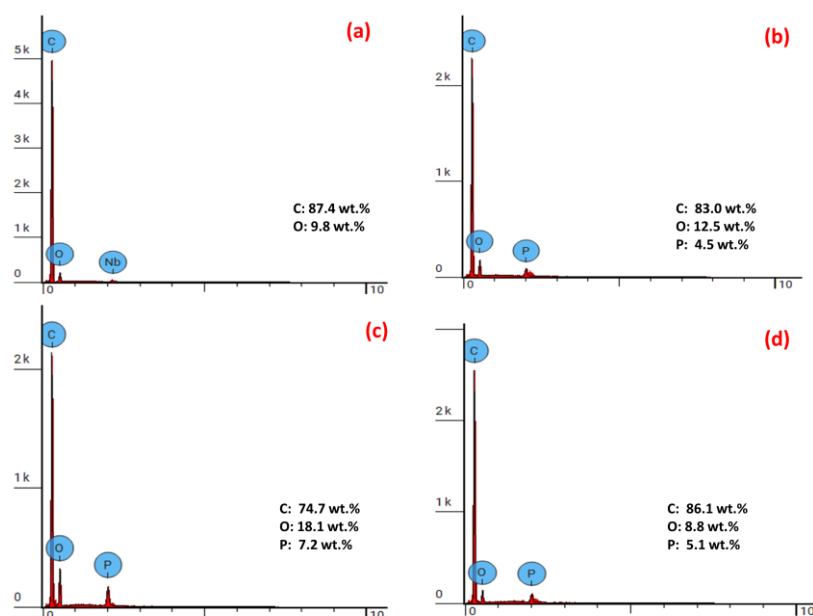 (a)
C
5k
4k
3k
2k
1k
0
O
Nb
C: 87.4 wt.%
O: 9.8 wt.%
0
10
(b)
C
2k
1k
0
O
P
C: 83.0 wt.%
O: 12.5 wt.%
P: 4.5 wt.%
0
10
(c)
C
2k
1k
0
O
P
C: 74.7 wt.%
O: 18.1 wt.%
P: 7.2 wt.%
0
10
(d)
C
2k
1k
0
O
P
C: 86.1 wt.%
O: 8.8 wt.%
P: 5.1 wt.%
0
10